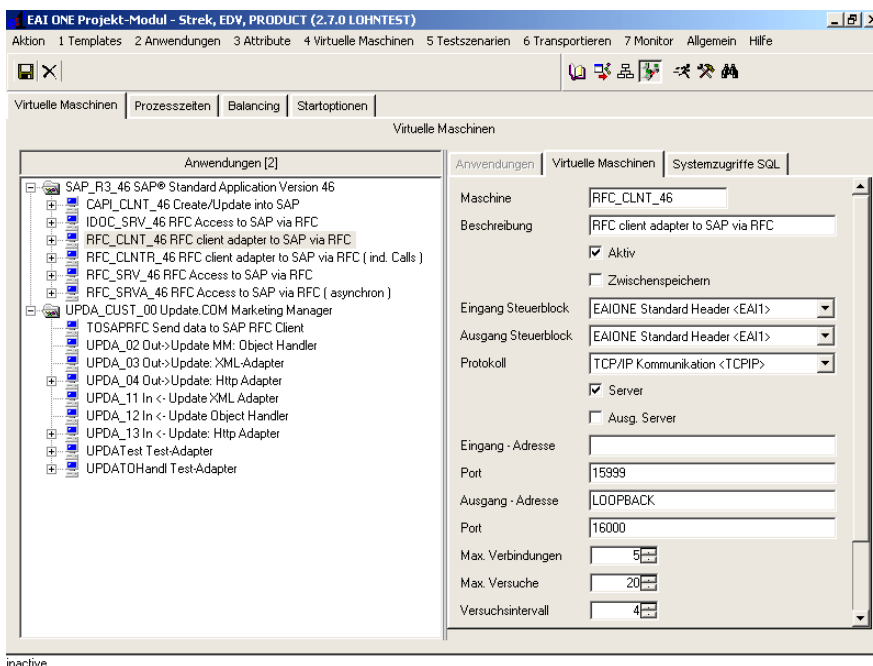 EAI ONE Projekt-Modul - Strek, EDV, PRODUCT (2.7.0 LOHNTEST)
Aktion 1 Templates 2 Anwendungen 3 Attribute 4 Virtuelle Maschinen 5 Testszenarien 6 Transportieren 7 Monitor Allgemein Hilfe
Virtuelle Maschinen Prozesszeiten Balancing Startoptionen
Virtuelle Maschinen
Anwendungen [2]
SAP_R3_46 SAP® Standard Application Version 46
CAPI_CLNT_46 Create/Update into SAP
IDOC_SRV_46 RFC Access to SAP via RFC
RFC_CLNT_46 RFC client adapter to SAP via RFC
RFC_CLNTR_46 RFC client adapter to SAP via RFC ( ind. Calls )
RFC_SRV_46 RFC Access to SAP via RFC
RFC_SRVA_46 RFC Access to SAP via RFC ( asynchron )
UPDA_CUST_00 Update.COM Marketing Manager
TOSAPRFC Send data to SAP RFC Client
UPDA_02 Out->Update MM: Object Handler
UPDA_03 Out->Update: XML-Adapter
UPDA_04 Out->Update: Http Adapter
UPDA_11 In <- Update XML Adapter
UPDA_12 In <- Update Object Handler
UPDA_13 In <- Update: Http Adapter
UPDATest Test-Adapter
UPDATOHandl Test-Adapter
Anwendungen Virtuelle Maschinen Systemzugriffe SQL
Maschine RFC_CLNT_46
Beschreibung RFC client adapter to SAP via RFC
Aktiv
Zwischenspeichern
Eingang Steuerblock EAIONE Standard Header <EAI1>
Ausgang Steuerblock EAIONE Standard Header <EAI1>
Protokoll TCP/IP Kommunikation <TCPIP>
Server
Ausg. Server
Eingang - Adresse
Port 15999
Ausgang - Adresse LOOPBACK
Port 16000
Max. Verbindungen 5
Max. Versuche 20
Versuchsintervall 4
inactive